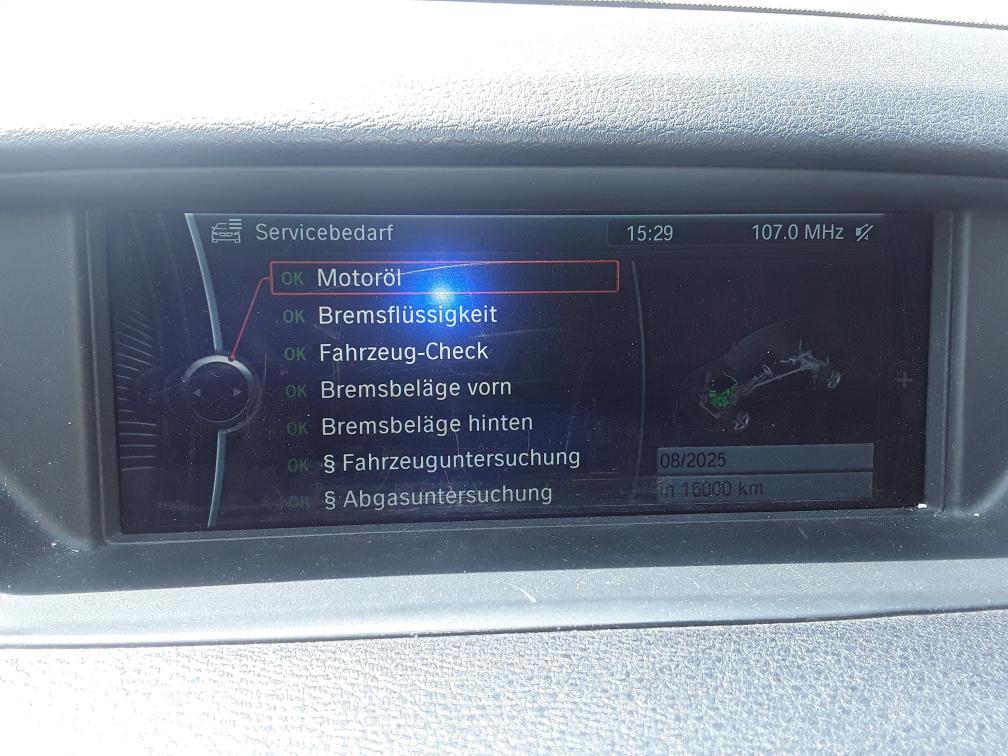 Servicebedarf 15:29 107.0 MHz
OK Motoröl
OK Bremsflüssigkeit
OK Fahrzeug-Check
OK Bremsbeläge vorn
OK Bremsbeläge hinten
OK § Fahrzeuguntersuchung
OK § Abgasuntersuchung
08/2025
in 16000 km